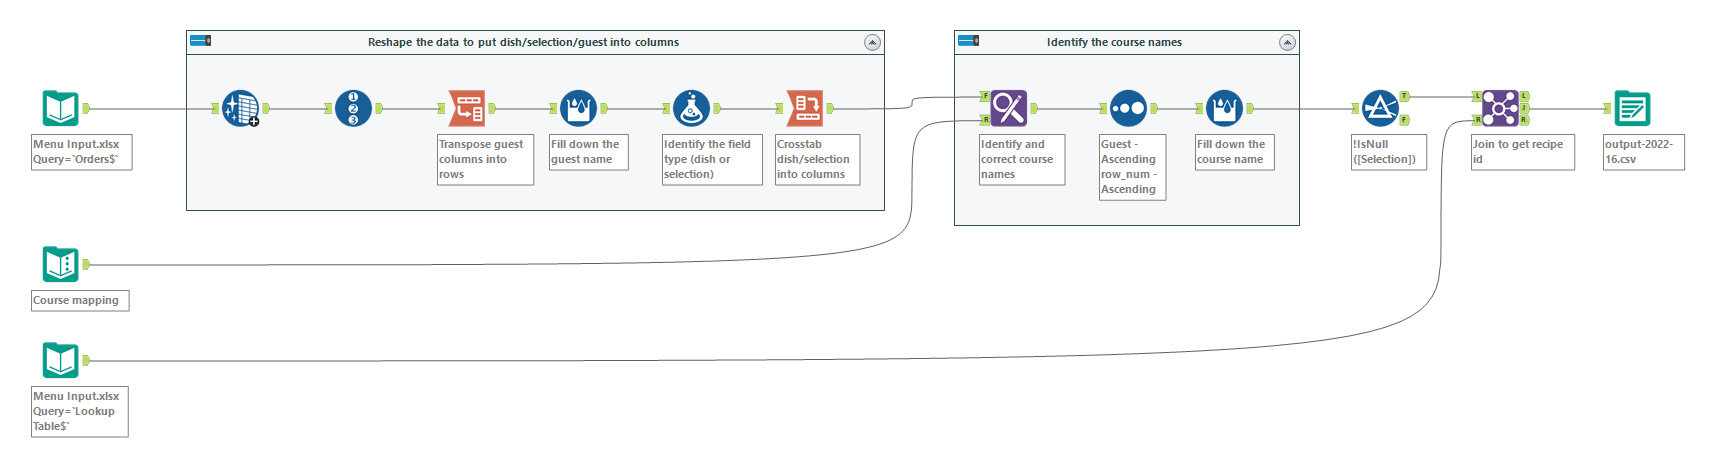 Reshape the data to put dish/selection/guest into columns
Identify the course names
1
2
3
F
R
T
F
L
R
L
J
R
Menu Input.xlsx
Query=`Orders$`
Transpose guest
columns into
rows
Fill down the
guest name
Identify the field
type (dish or
selection)
Crosstab
dish/selection
into columns
Identify and
correct course
names
Guest -
Ascending
row_num -
Ascending
Fill down the
course name
!IsNull
([Selection])
Join to get recipe
id
output-2022-
16.csv
Course mapping
Menu Input.xlsx
Query=`Lookup
Table$`